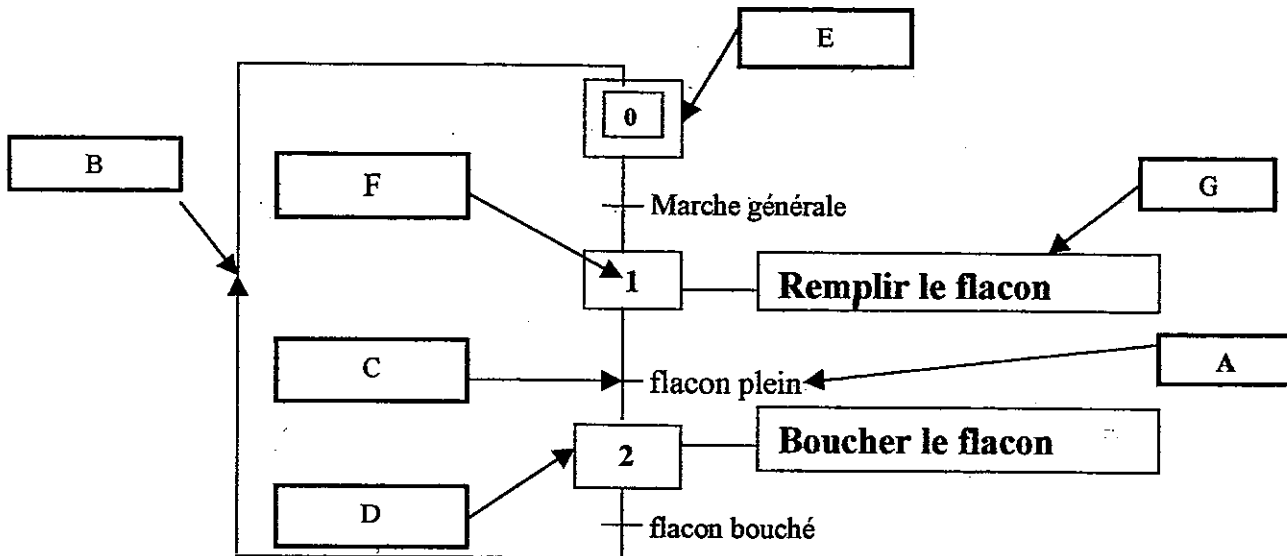 E
0
B
F
Marche générale
G
1
Remplir le flacon
C
flacon plein
A
2
Boucher le flacon
D
flacon bouché